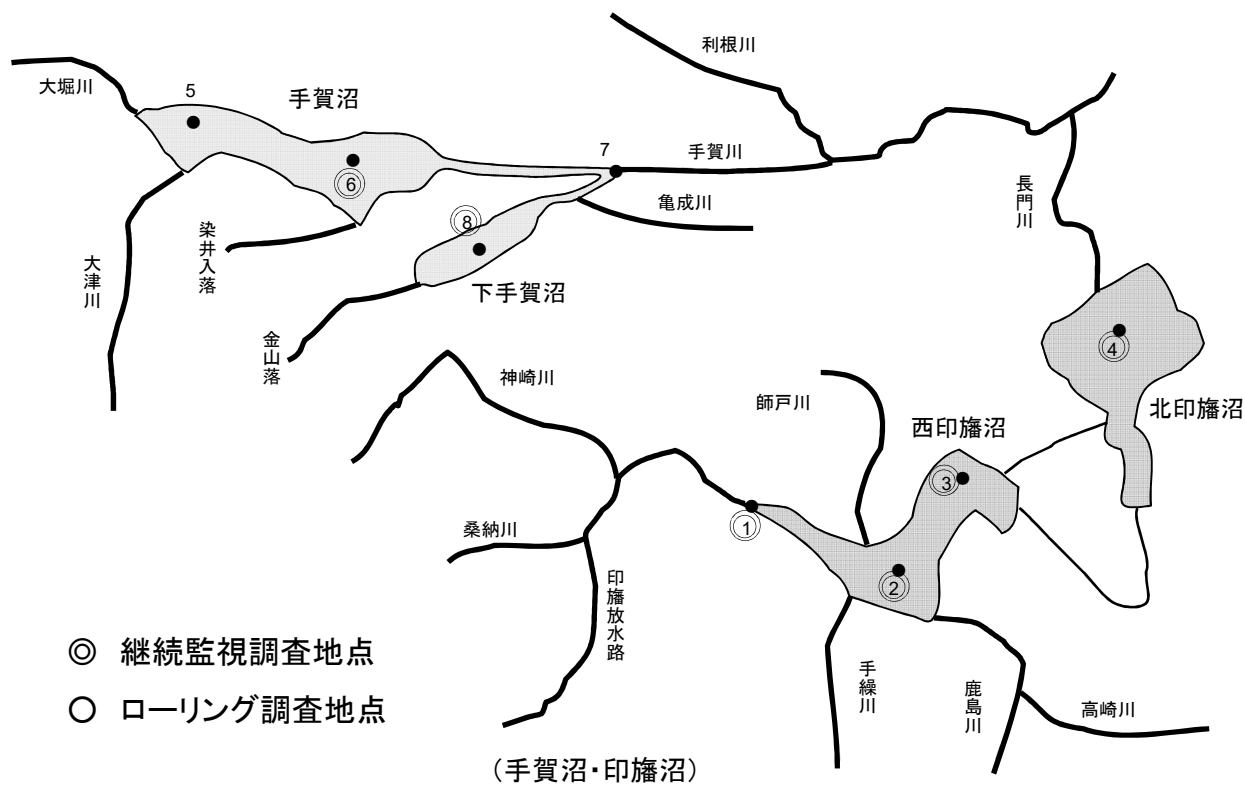 利根川
大堀川
5
手賀沼
7
手賀川
6
亀成川
長門川
染井入落
8
大津川
下手賀沼
4
金山落
神崎川
師戸川
北印旛沼
西印旛沼
3
1
桑納川
2
印旛放水路
◎ 継続監視調査地点
手繰川
鹿島川
○ ローリング調査地点
高崎川
(手賀沼・印旛沼)